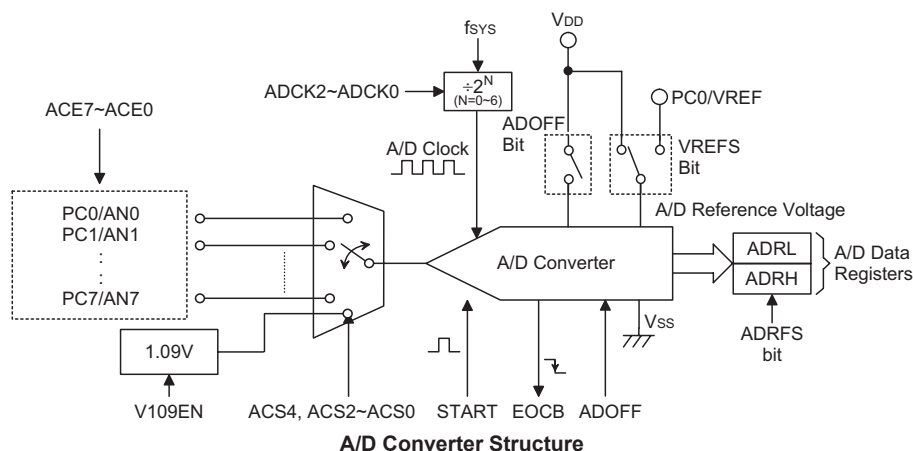 fSYS
VDD
ADCK2~ADCK0
÷2N
(N=0~6)
PC0/VREF
ACE7~ACE0
ADOFF
Bit
VREFS
Bit
A/D Clock
A/D Reference Voltage
PC0/AN0
PC1/AN1
PC7/AN7
A/D Converter
ADRL
ADRH
A/D Data
Registers
VSS
ADRFS
bit
1.09V
V109EN
ACS4, ACS2~ACS0
START
EOCB
ADOFF
A/D Converter Structure